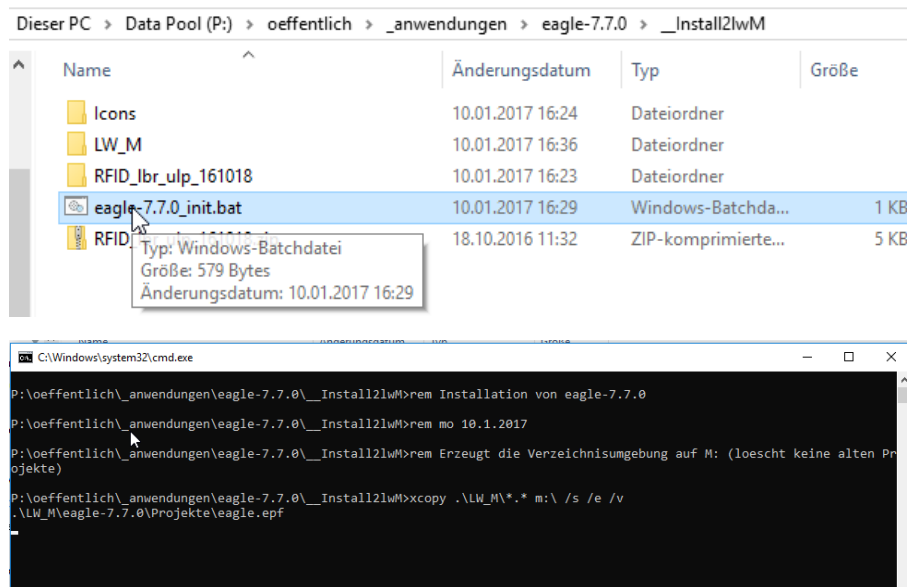 Dieser PC > Data Pool (P:) > oeffentlich > _anwendungen > eagle-7.7.0 > __Install2lwM
Name Änderungsdatum Typ Größe
Icons 10.01.2017 16:24 Dateiordner
LW_M 10.01.2017 16:36 Dateiordner
RFID_lbr_ulp_161018 10.01.2017 16:23 Dateiordner
eagle-7.7.0_init.bat 10.01.2017 16:29 Windows-Batchda... 1 KB
RFID_ 18.10.2016 11:32 ZIP-komprimierte... 5 KB
Typ: Windows-Batchdatei
Größe: 579 Bytes
Änderungsdatum: 10.01.2017 16:29
C:\Windows\system32\cmd.exe
P:\oeffentlich\_anwendungen\eagle-7.7.0\__Install2lwM>rem Installation von eagle-7.7.0
P:\oeffentlich\_anwendungen\eagle-7.7.0\__Install2lwM>rem mo 10.1.2017
P:\oeffentlich\_anwendungen\eagle-7.7.0\__Install2lwM>rem Erzeugt die Verzeichnisumgebung auf M: (loescht keine alten Pr
ojekte)
P:\oeffentlich\_anwendungen\eagle-7.7.0\__Install2lwM>xcopy .\LW_M\*.* m:\ /s /e /v
.\LW_M\eagle-7.7.0\Projekte\eagle.epf